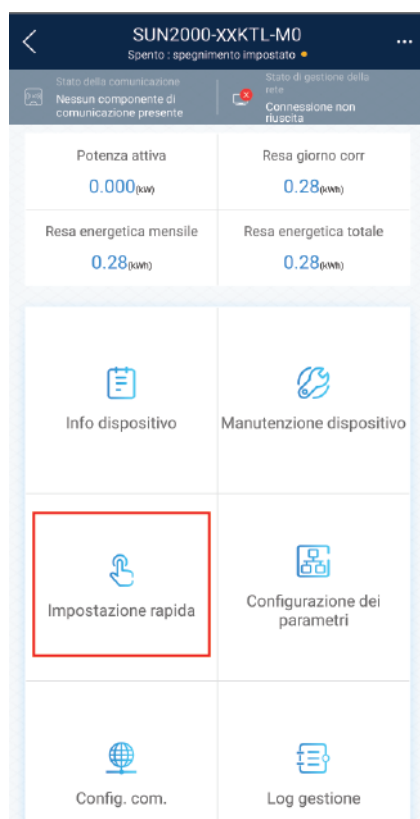 SUN2000-XXKTL-M0
Spento : spegnimento impostato
Stato della comunicazione
Nessun componente di
comunicazione presente
Stato di gestione della
rete
Connessione non
riuscita
Potenza attiva
0.000(kW)
Resa giorno corr
0.28(kWh)
Resa energetica mensile
0.28(kWh)
Resa energetica totale
0.28(kWh)
Info dispositivo
Manutenzione dispositivo
Impostazione rapida
Configurazione dei
parametri
Config. com.
Log gestione